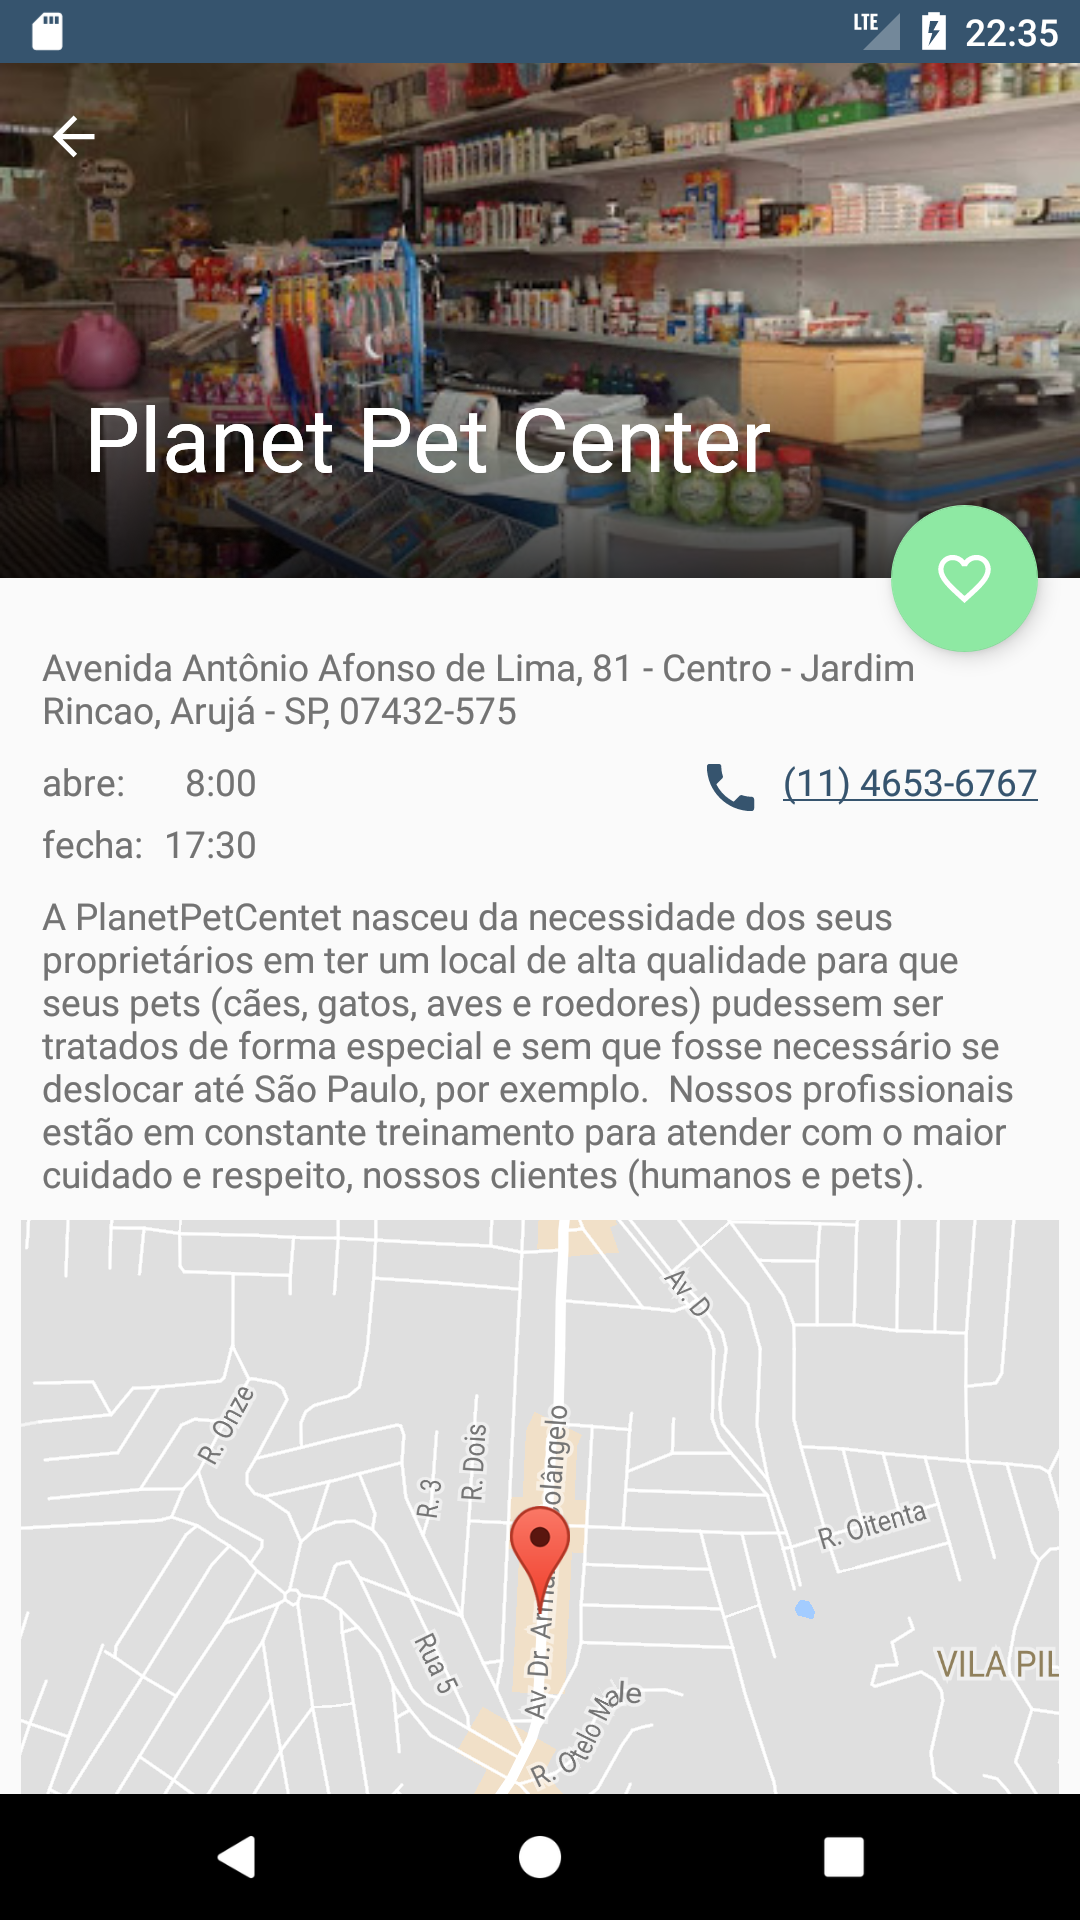 LTE 22:35
Planet Pet Center
Avenida Antônio Afonso de Lima, 81 - Centro - Jardim
Rincao, Arujá - SP, 07432-575
abre: 8:00 (11) 4653-6767
fecha: 17:30
A PlanetPetCentet nasceu da necessidade dos seus
proprietários em ter um local de alta qualidade para que
seus pets (cães, gatos, aves e roedores) pudessem ser
tratados de forma especial e sem que fosse necessário se
deslocar até São Paulo, por exemplo.  Nossos profissionais
estão em constante treinamento para atender com o maior
cuidado e respeito, nossos clientes (humanos e pets).
Av. D
R. Onze
R. Dois
R. 3
olângelo
R. Oitenta
Av. Dr.
Rua 5
VILA PIL
R. Otelo